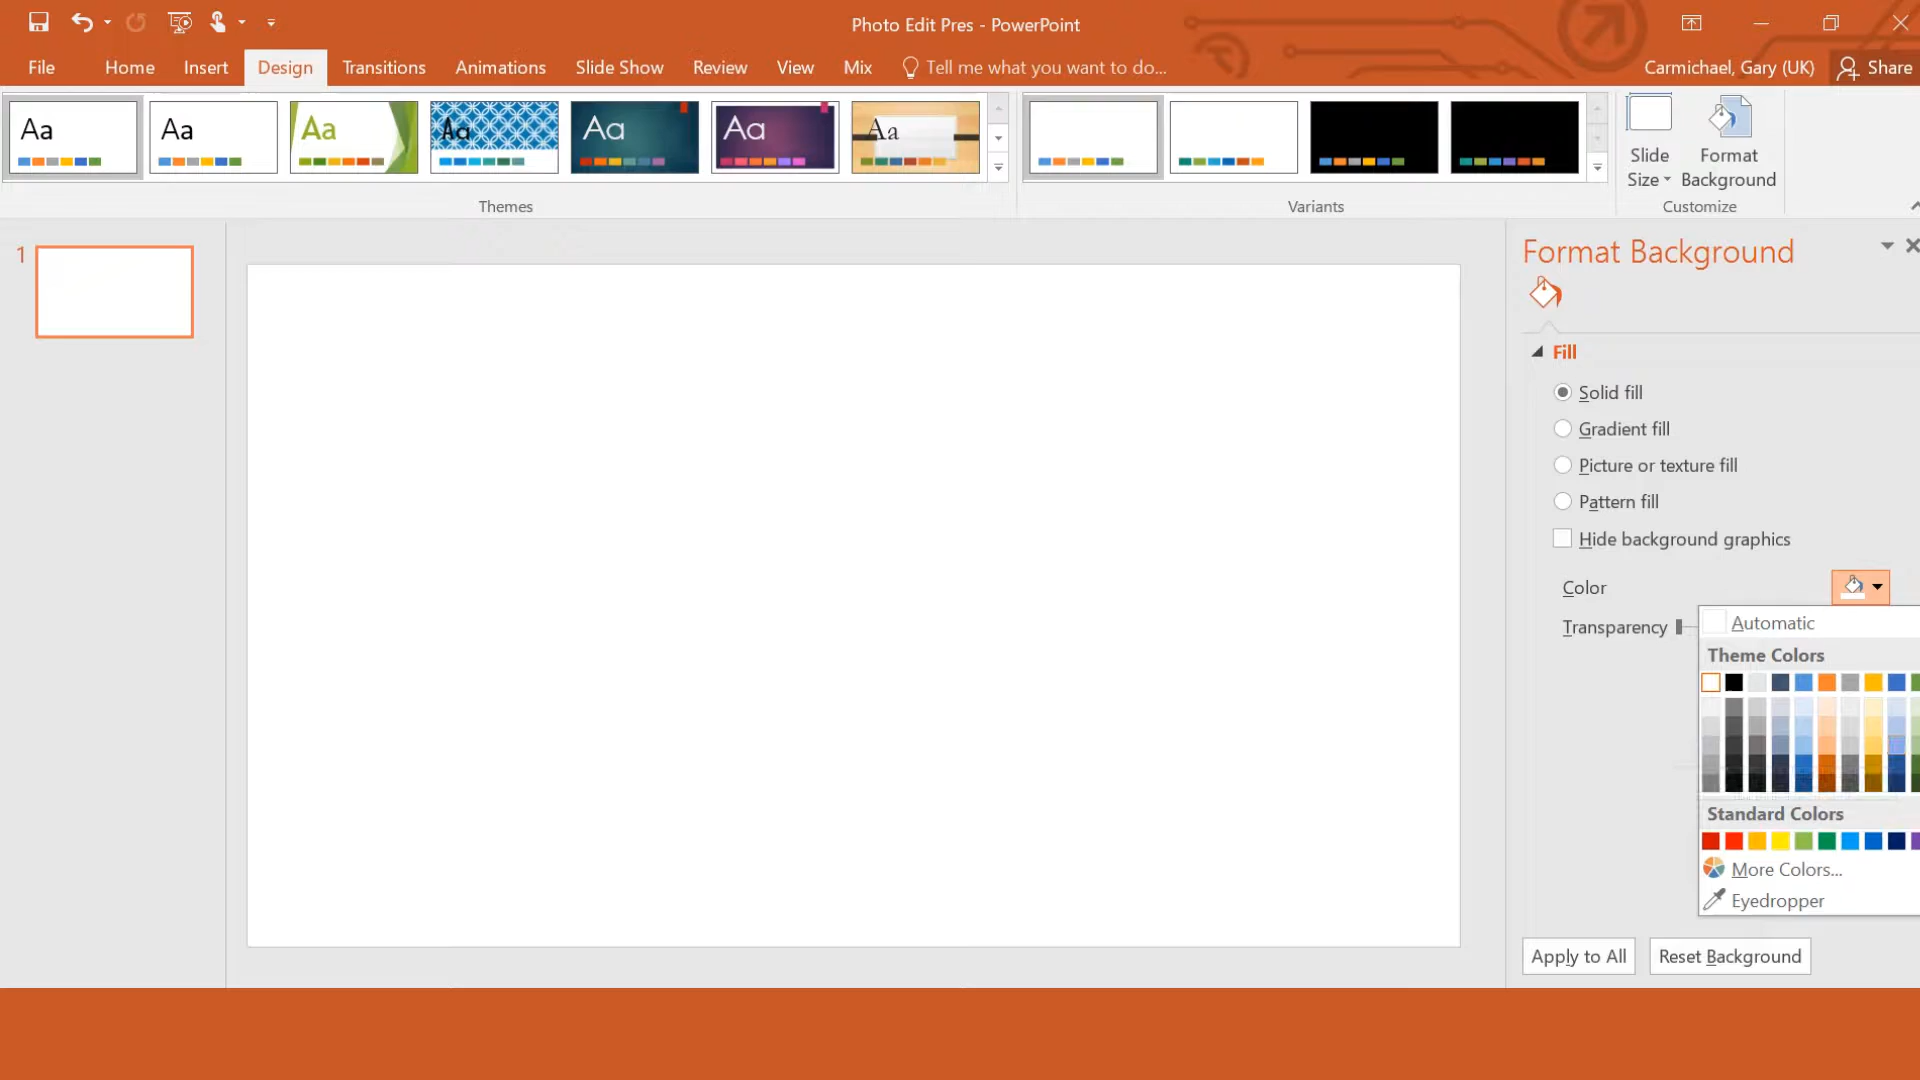 Photo Edit Pres - PowerPoint
File Home Insert Design Transitions Animations Slide Show Review View Mix Tell me what you want to do... Carmichael, Gary (UK) Share
Aa Aa Aa Aa Aa Aa Aa
Slide Size
Format Background
Themes Variants Customize
1
Format Background
Fill
Solid fill
Gradient fill
Picture or texture fill
Pattern fill
Hide background graphics
Color
Transparency
Automatic
Theme Colors
Standard Colors
More Colors...
Eyedropper
Apply to All Reset Background